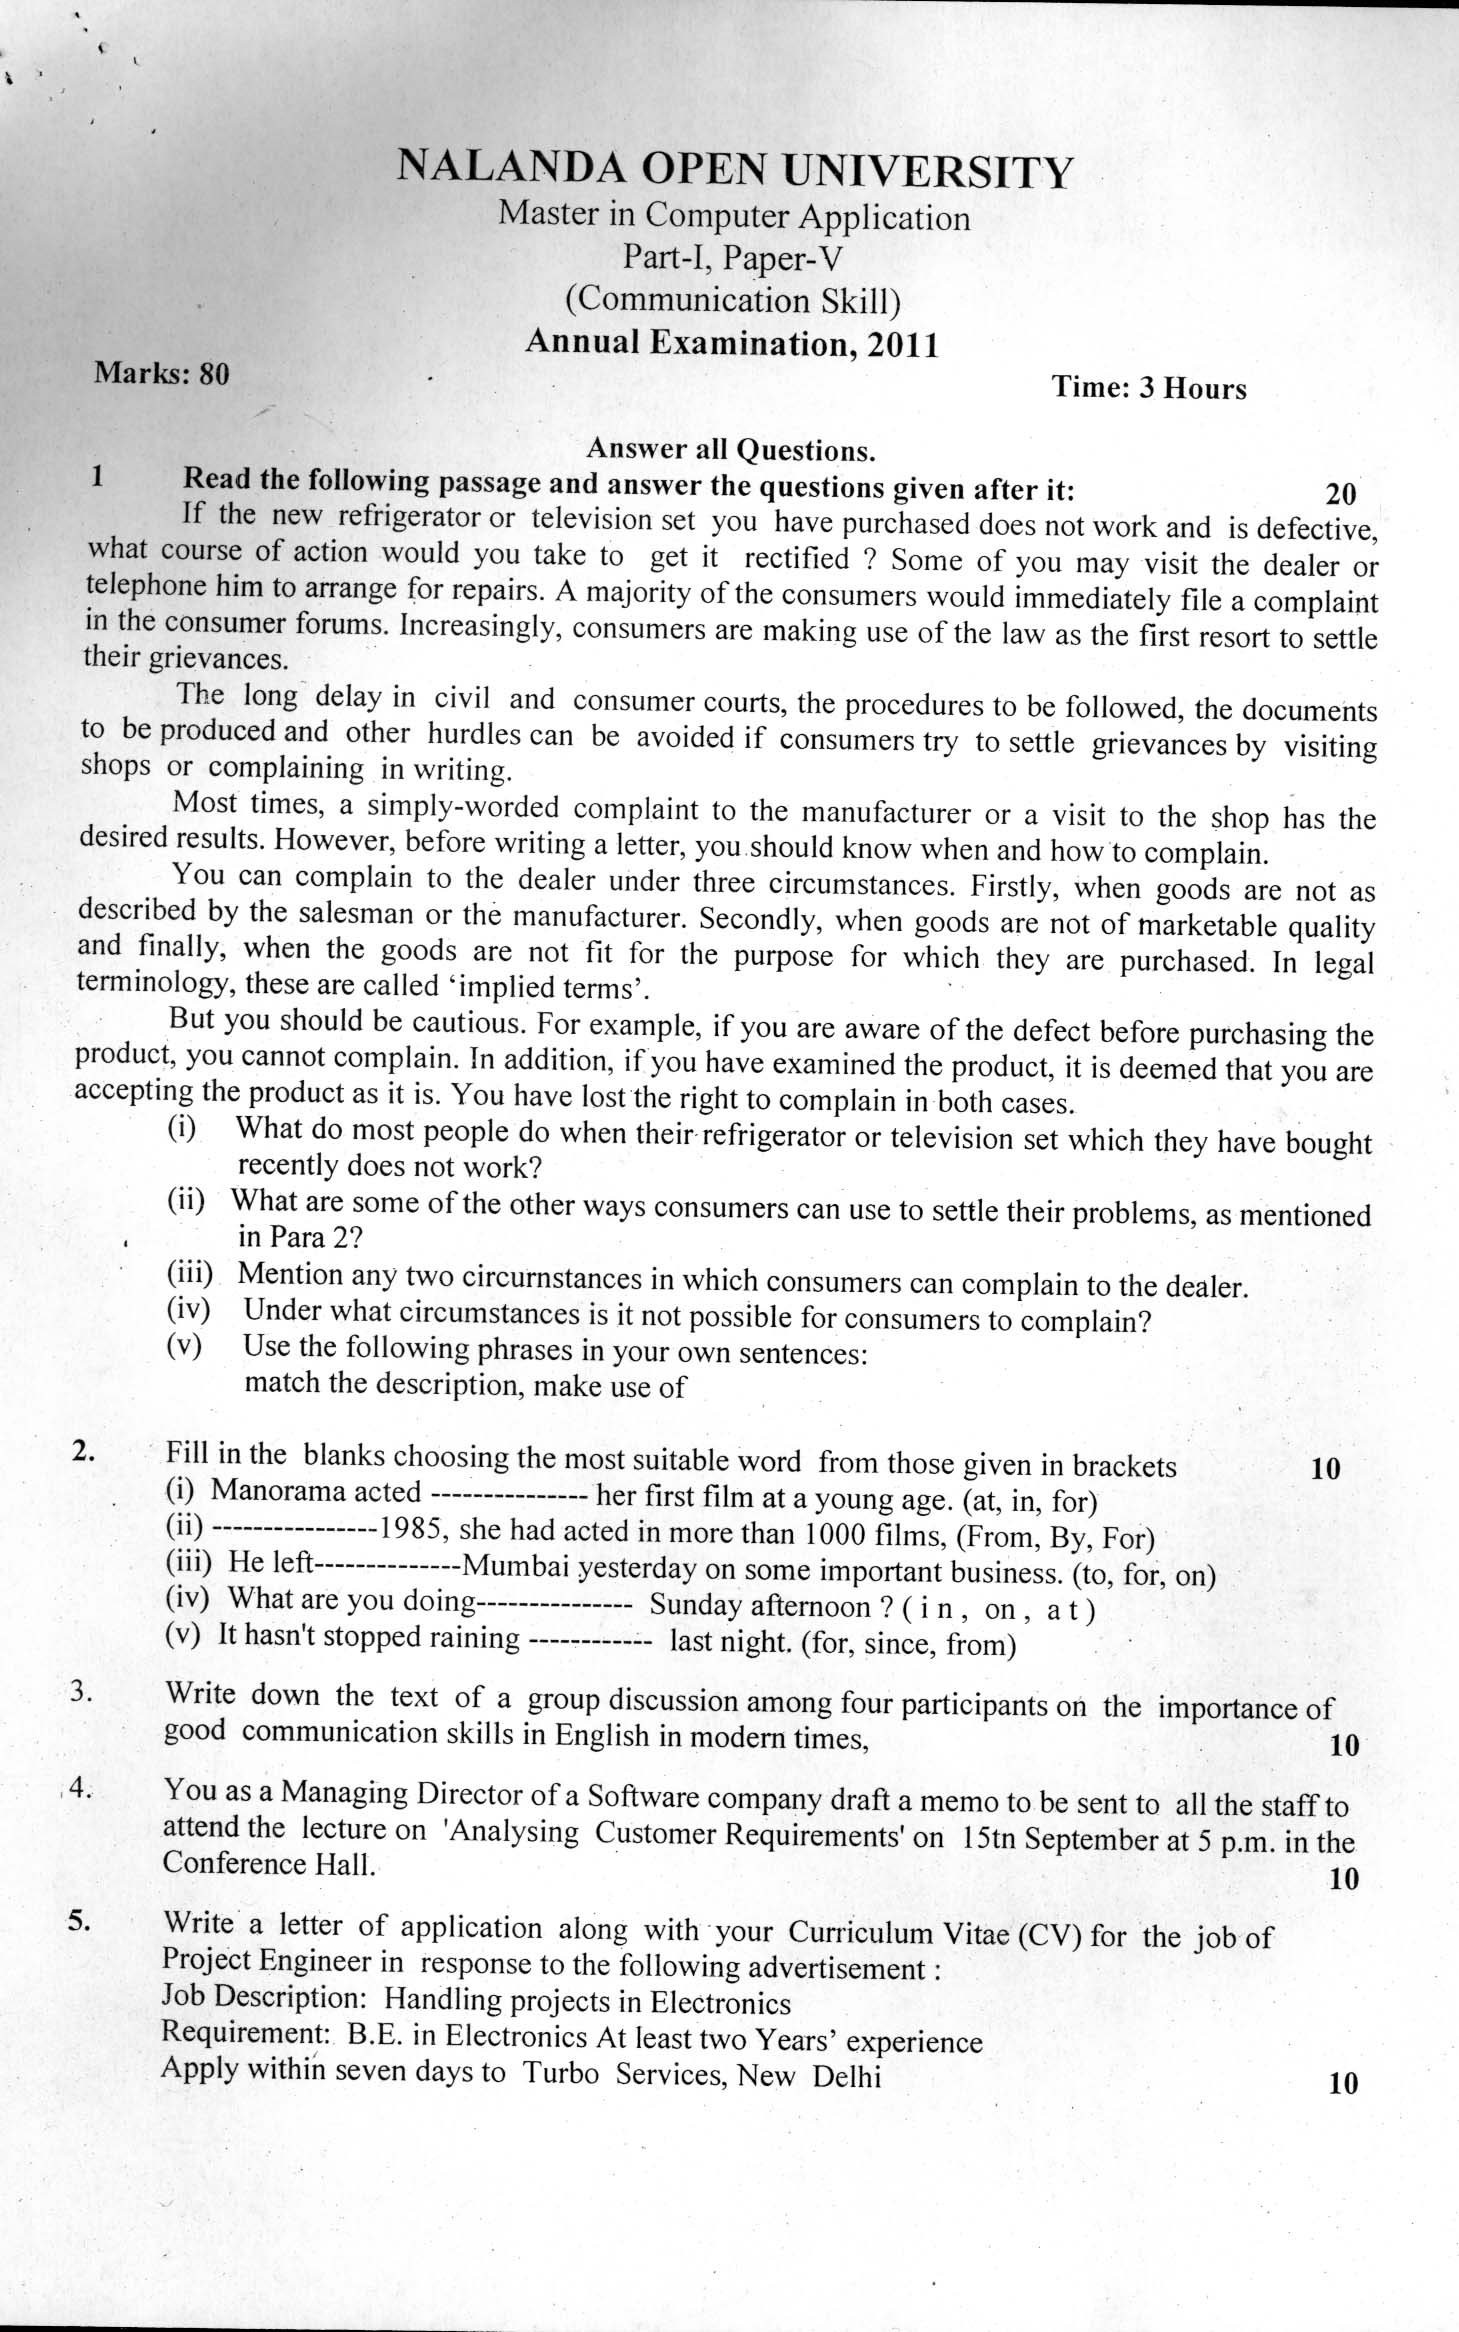 NALANDA OPEN UNIVERSITY
Master in Computer Application
Part-I, Paper-V
(Communication Skill)
Annual Examination, 2011
Marks: 80
Time: 3 Hours
Answer all Questions.
1 Read the following passage and answer the questions given after it: 20
If the new refrigerator or television set you have purchased does not work and is defective,
what course of action would you take to get it rectified ? Some of you may visit the dealer or
telephone him to arrange for repairs. A majority of the consumers would immediately file a complaint
in the consumer forums. Increasingly, consumers are making use of the law as the first resort to settle
their grievances.
The long delay in civil and consumer courts, the procedures to be followed, the documents
to be produced and other hurdles can be avoided if consumers try to settle grievances by visiting
shops or complaining in writing.
Most times, a simply-worded complaint to the manufacturer or a visit to the shop has the
desired results. However, before writing a letter, you should know when and how to complain.
You can complain to the dealer under three circumstances. Firstly, when goods are not as
described by the salesman or the manufacturer. Secondly, when goods are not of marketable quality
and finally, when the goods are not fit for the purpose for which they are purchased. In legal
terminology, these are called ‘implied terms’.
But you should be cautious. For example, if you are aware of the defect before purchasing the
product, you cannot complain. In addition, if you have examined the product, it is deemed that you are
accepting the product as it is. You have lost the right to complain in both cases.
(i) What do most people do when their refrigerator or television set which they have bought
recently does not work?
(ii) What are some of the other ways consumers can use to settle their problems, as mentioned
in Para 2?
(iii) Mention any two circurnstances in which consumers can complain to the dealer.
(iv) Under what circumstances is it not possible for consumers to complain?
(v) Use the following phrases in your own sentences:
match the description, make use of
2. Fill in the blanks choosing the most suitable word from those given in brackets 10
(i) Manorama acted --------------- her first film at a young age. (at, in, for)
(ii) ----------------1985, she had acted in more than 1000 films, (From, By, For)
(iii) He left--------------Mumbai yesterday on some important business. (to, for, on)
(iv) What are you doing--------------- Sunday afternoon ? ( i n , on , a t )
(v) It hasn't stopped raining ------------ last night. (for, since, from)
3. Write down the text of a group discussion among four participants on the importance of
good communication skills in English in modern times, 10
4. You as a Managing Director of a Software company draft a memo to be sent to all the staff to
attend the lecture on 'Analysing Customer Requirements' on 15tn September at 5 p.m. in the
Conference Hall. 10
5. Write a letter of application along with your Curriculum Vitae (CV) for the job of
Project Engineer in response to the following advertisement :
Job Description: Handling projects in Electronics
Requirement: B.E. in Electronics At least two Years’ experience
Apply within seven days to Turbo Services, New Delhi 10